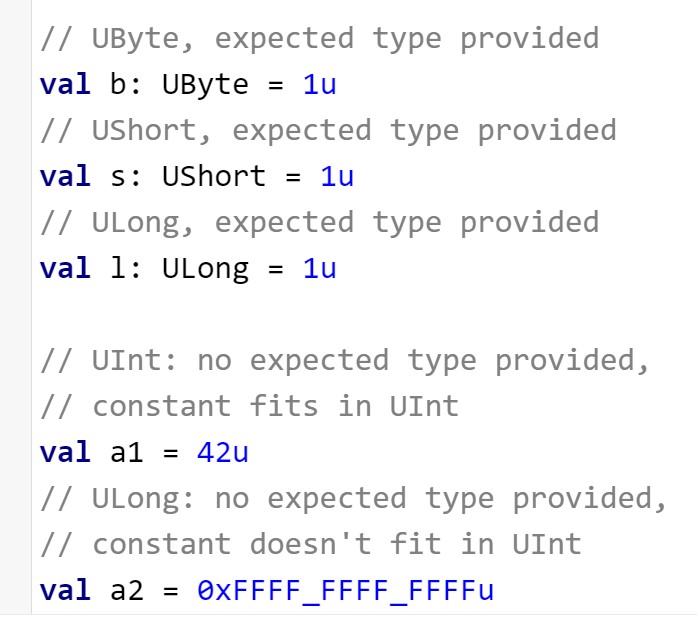 // UByte, expected type provided
val b: UByte = 1u
// UShort, expected type provided
val s: UShort = 1u
// ULong, expected type provided
val l: ULong = 1u
// UInt: no expected type provided,
// constant fits in UInt
val a1 = 42u
// ULong: no expected type provided,
// constant doesn't fit in UInt
val a2 = 0xFFFF_FFFF_FFFFu